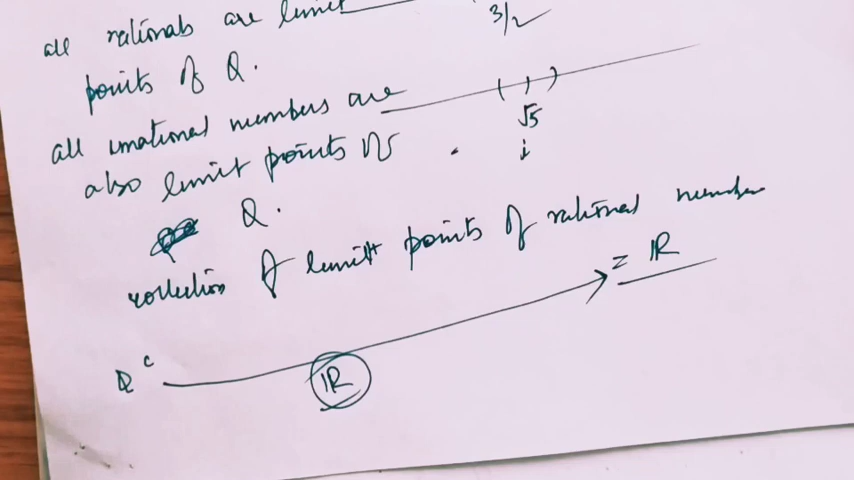 all rationals are limit
3/2
points of Q.
all irrational numbers are
( ) )
√5
also limit points of
i
Q.
collection of limit points of rational number
= IR
Q^c
IR